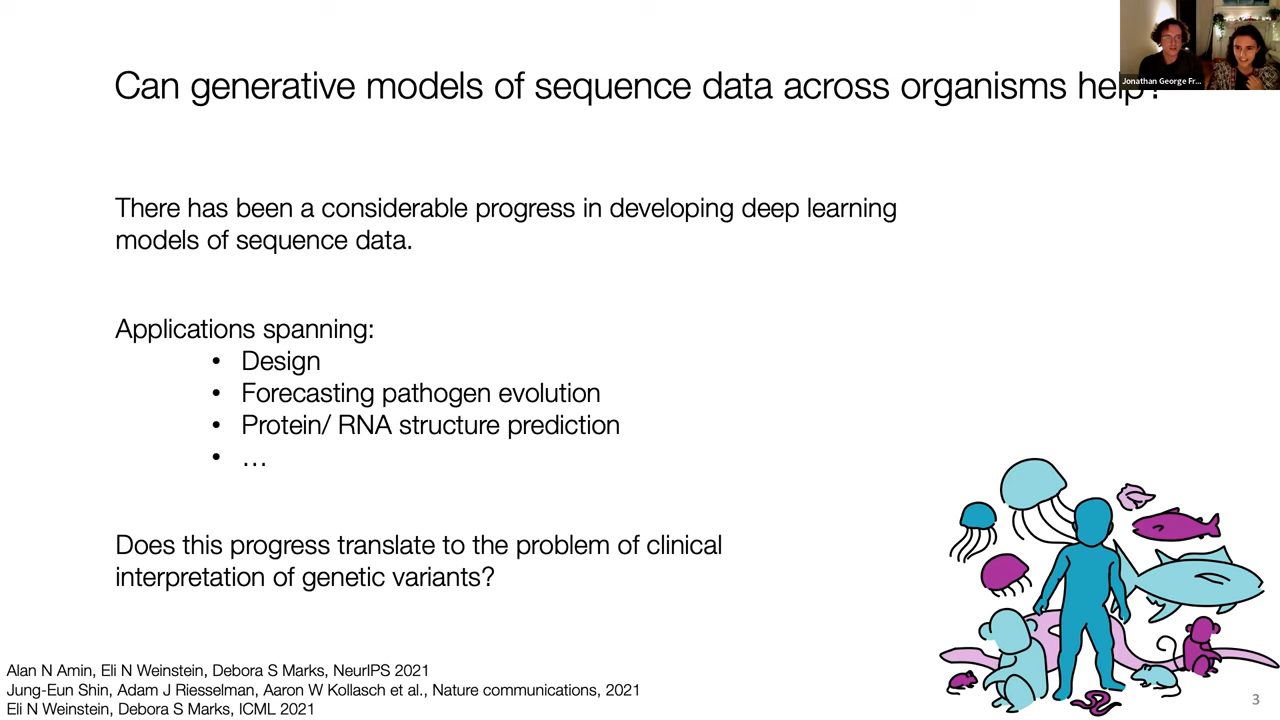 Can generative models of sequence data across organisms help?
Jonathan George Fr...
There has been a considerable progress in developing deep learning
models of sequence data.
Applications spanning:
• Design
• Forecasting pathogen evolution
• Protein/ RNA structure prediction
• …
Does this progress translate to the problem of clinical
interpretation of genetic variants?
Alan N Amin, Eli N Weinstein, Debora S Marks, NeurIPS 2021
Jung-Eun Shin, Adam J Riesselman, Aaron W Kollasch et al., Nature communications, 2021
Eli N Weinstein, Debora S Marks, ICML 2021
3